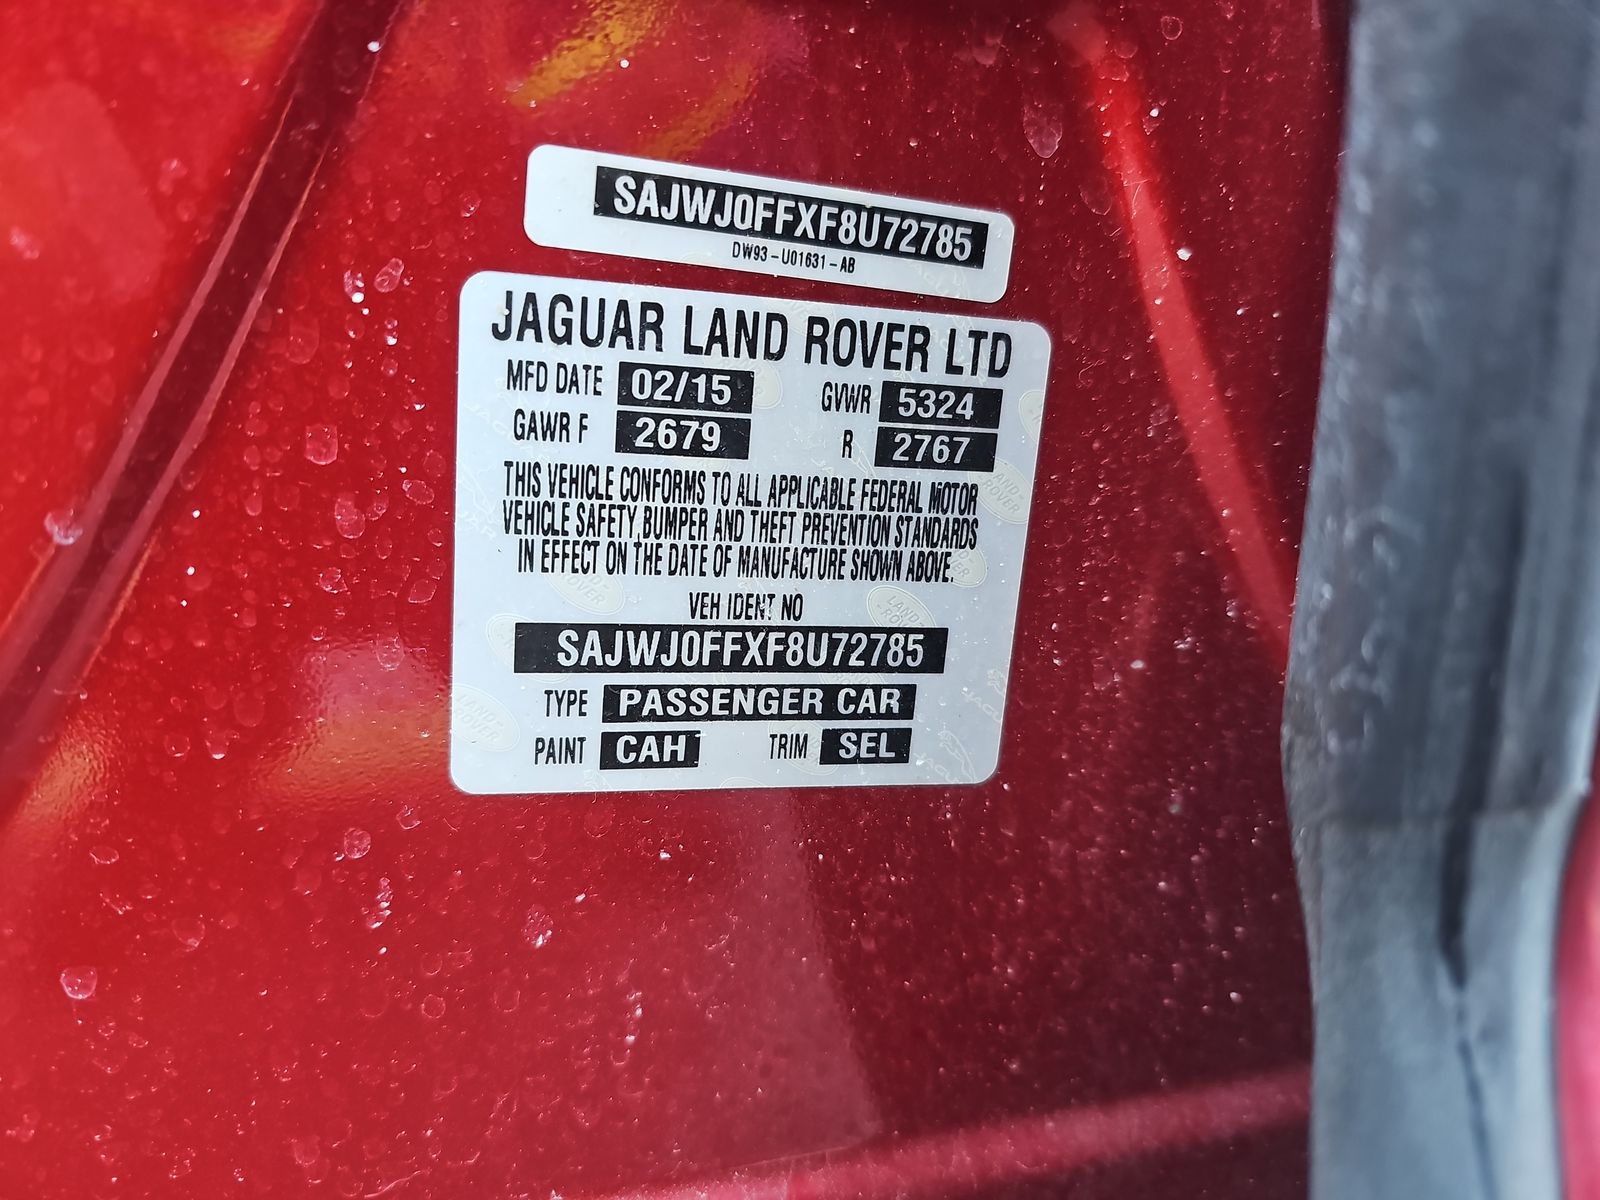 SAJWJ0FFXF8U72785
DW93-U01631-AB
JAGUAR LAND ROVER LTD
MFD DATE 02/15 GVWR 5324
GAWR F 2679 R 2767
THIS VEHICLE CONFORMS TO ALL APPLICABLE FEDERAL MOTOR
VEHICLE SAFETY, BUMPER AND THEFT PREVENTION STANDARDS
IN EFFECT ON THE DATE OF MANUFACTURE SHOWN ABOVE.
VEH IDENT NO
SAJWJ0FFXF8U72785
TYPE PASSENGER CAR
PAINT CAH TRIM SEL